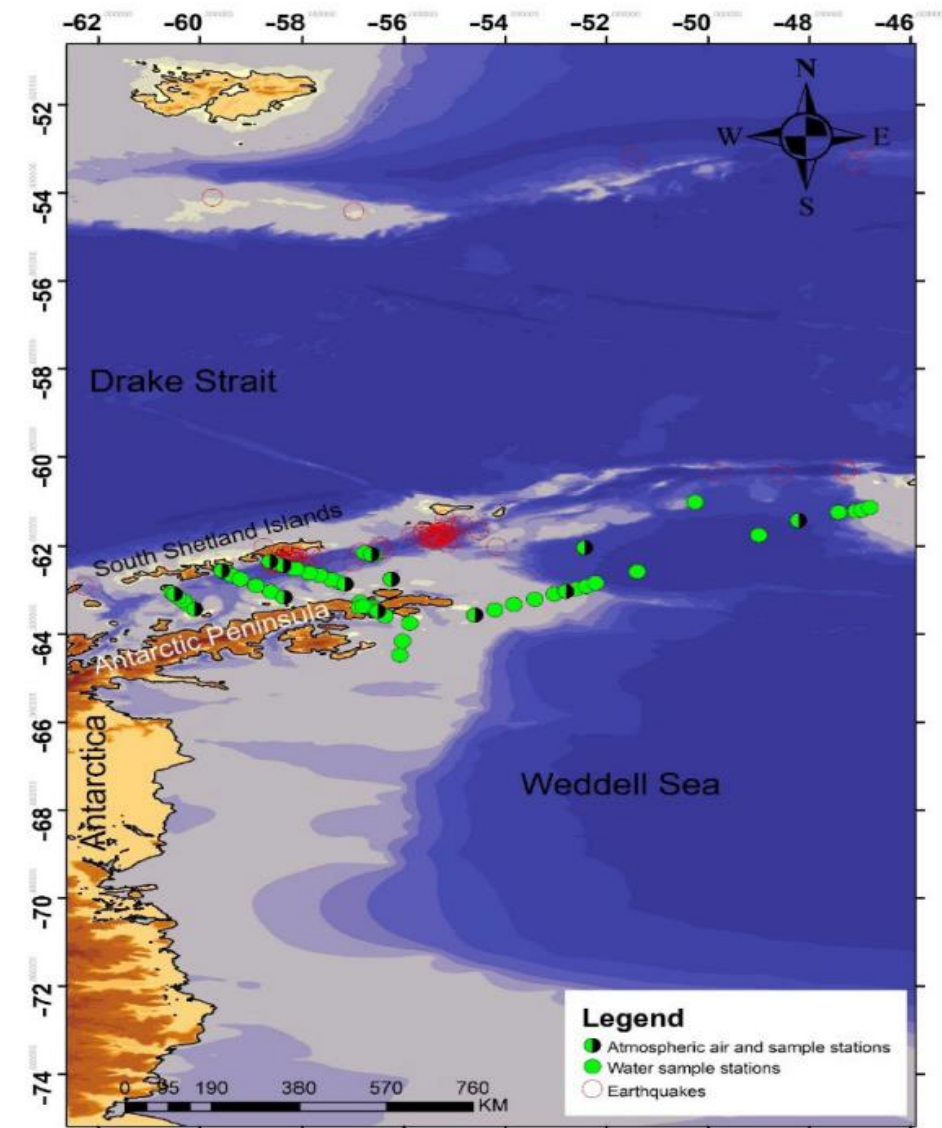 -62 -60 -58 -56 -54 -52 -50 -48 -46
-52
N
W E
S
-54
-56
Drake Strait
-58
-60
South Shetland Islands
-62
Antarctic Peninsula
-64
-66
Antarctica
Weddell Sea
-68
-70
-72
Legend
Atmospheric air and sample stations
Water sample stations
Earthquakes
-74
0 95 190 380 570 760
KM